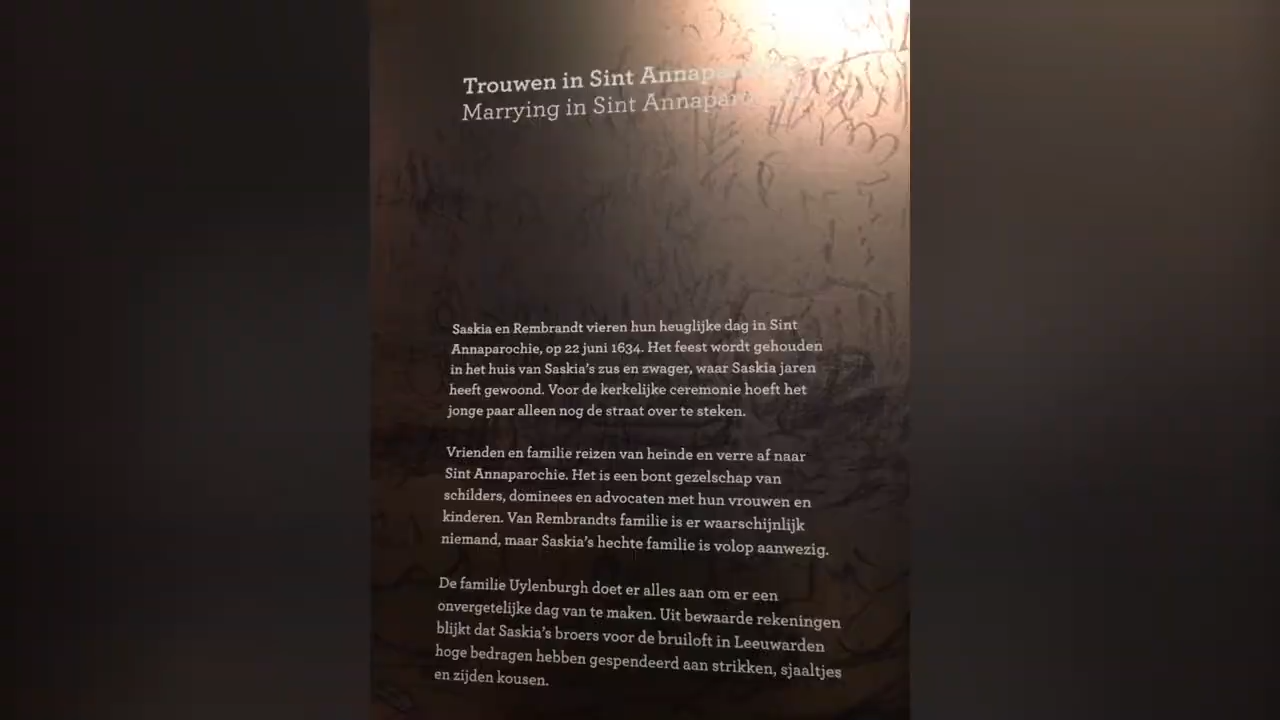 Trouwen in Sint Annaparochie
Marrying in Sint Annaparochie
Saskia en Rembrandt vieren hun heuglijke dag in Sint
Annaparochie, op 22 juni 1634. Het feest wordt gehouden
in het huis van Saskia's zus en zwager, waar Saskia jaren
heeft gewoond. Voor de kerkelijke ceremonie hoeft het
jonge paar alleen nog de straat over te steken.
Vrienden en familie reizen van heinde en verre af naar
Sint Annaparochie. Het is een bont gezelschap van
schilders, dominees en advocaten met hun vrouwen en
kinderen. Van Rembrandts familie is er waarschijnlijk
niemand, maar Saskia's hechte familie is volop aanwezig.
De familie Uylenburgh doet er alles aan om er een
onvergetelijke dag van te maken. Uit bewaarde rekeningen
blijkt dat Saskia's broers voor de bruiloft in Leeuwarden
hoge bedragen hebben gespendeerd aan strikken, sjaaltjes
en zijden kousen.